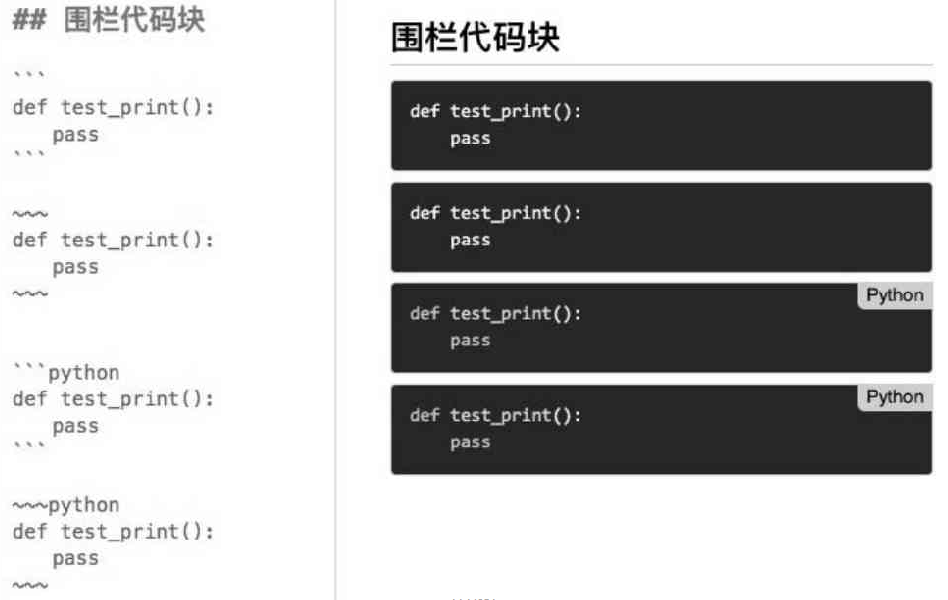 ## 围栏代码块
```
def test_print():
    pass
```
~~~
def test_print():
    pass
~~~
```python
def test_print():
    pass
```
~~~python
def test_print():
    pass
~~~
围栏代码块
def test_print():
    pass
def test_print():
    pass
Python
def test_print():
    pass
Python
def test_print():
    pass